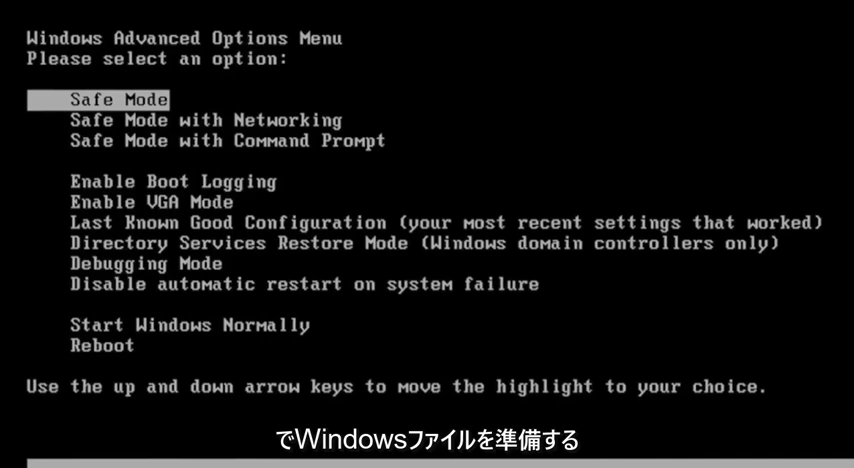 Windows Advanced Options Menu
Please select an option:
Safe Mode
Safe Mode with Networking
Safe Mode with Command Prompt
Enable Boot Logging
Enable VGA Mode
Last Known Good Configuration (your most recent settings that worked)
Directory Services Restore Mode (Windows domain controllers only)
Debugging Mode
Disable automatic restart on system failure
Start Windows Normally
Reboot
Use the up and down arrow keys to move the highlight to your choice.
でWindowsファイルを準備する